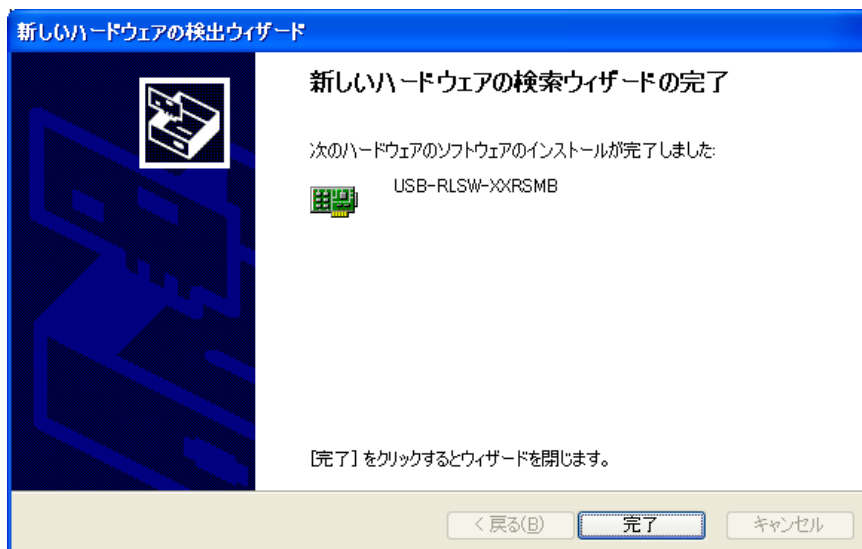 新しいハードウェアの検出ウィザード
新しいハードウェアの検索ウィザードの完了
次のハードウェアのソフトウェアのインストールが完了しました:
USB-RLSW-XXRSMB
[完了] をクリックするとウィザードを閉じます。
< 戻る(B) 完了 キャンセル